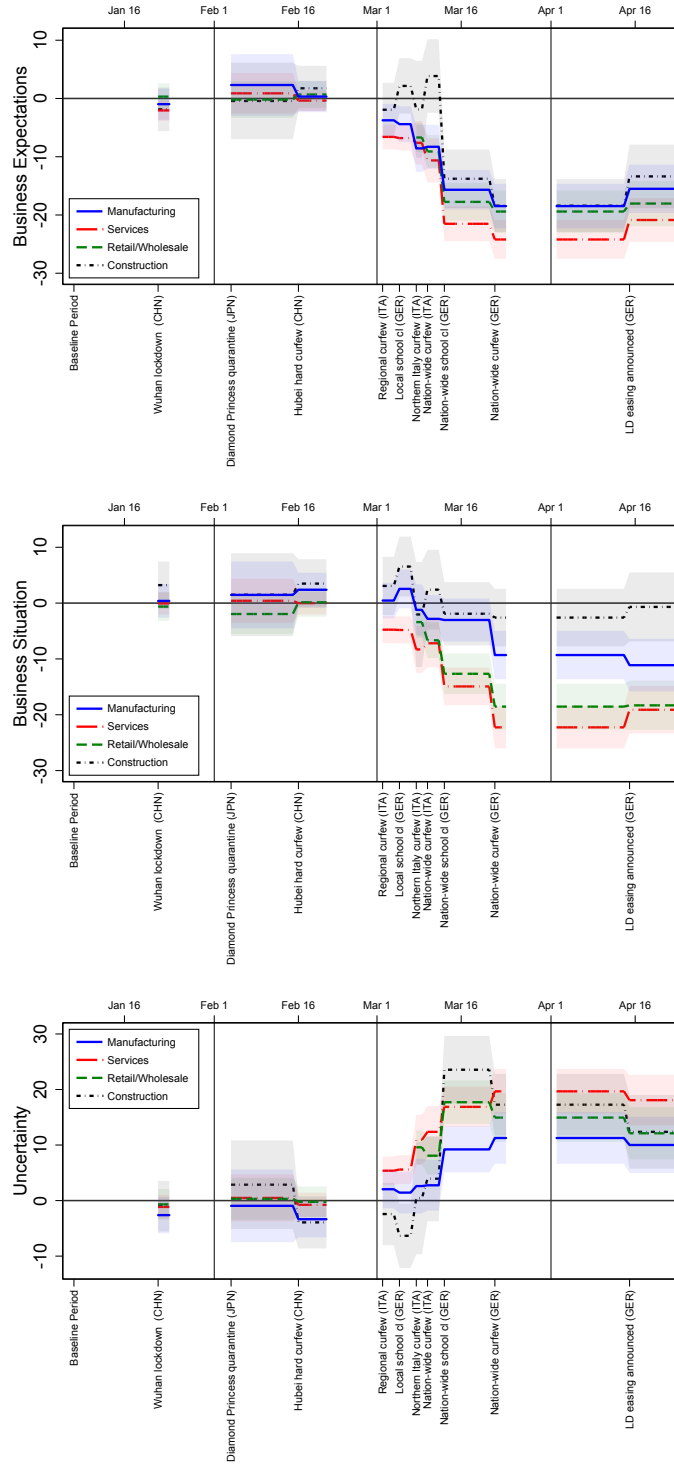 Jan 16 Feb 1 Feb 16 Mar 1 Mar 16 Apr 1 Apr 16
Business Expectations
10
0
-10
-20
-30
Manufacturing
Services
Retail/Wholesale
Construction
Baseline Period
Wuhan lockdown (CHN)
Diamond Princess quarantine (JPN)
Hubei hard curfew (CHN)
Regional curfew (ITA)
Local school cl (GER)
Northern Italy curfew (ITA)
Nation-wide curfew (ITA)
Nation-wide school cl (GER)
Nation-wide curfew (GER)
LD easing announced (GER)
Jan 16 Feb 1 Feb 16 Mar 1 Mar 16 Apr 1 Apr 16
Business Situation
10
0
-10
-20
-30
Manufacturing
Services
Retail/Wholesale
Construction
Baseline Period
Wuhan lockdown (CHN)
Diamond Princess quarantine (JPN)
Hubei hard curfew (CHN)
Regional curfew (ITA)
Local school cl (GER)
Northern Italy curfew (ITA)
Nation-wide curfew (ITA)
Nation-wide school cl (GER)
Nation-wide curfew (GER)
LD easing announced (GER)
Jan 16 Feb 1 Feb 16 Mar 1 Mar 16 Apr 1 Apr 16
Uncertainty
30
20
10
0
-10
Manufacturing
Services
Retail/Wholesale
Construction
Baseline Period
Wuhan lockdown (CHN)
Diamond Princess quarantine (JPN)
Hubei hard curfew (CHN)
Regional curfew (ITA)
Local school cl (GER)
Northern Italy curfew (ITA)
Nation-wide curfew (ITA)
Nation-wide school cl (GER)
Nation-wide curfew (GER)
LD easing announced (GER)